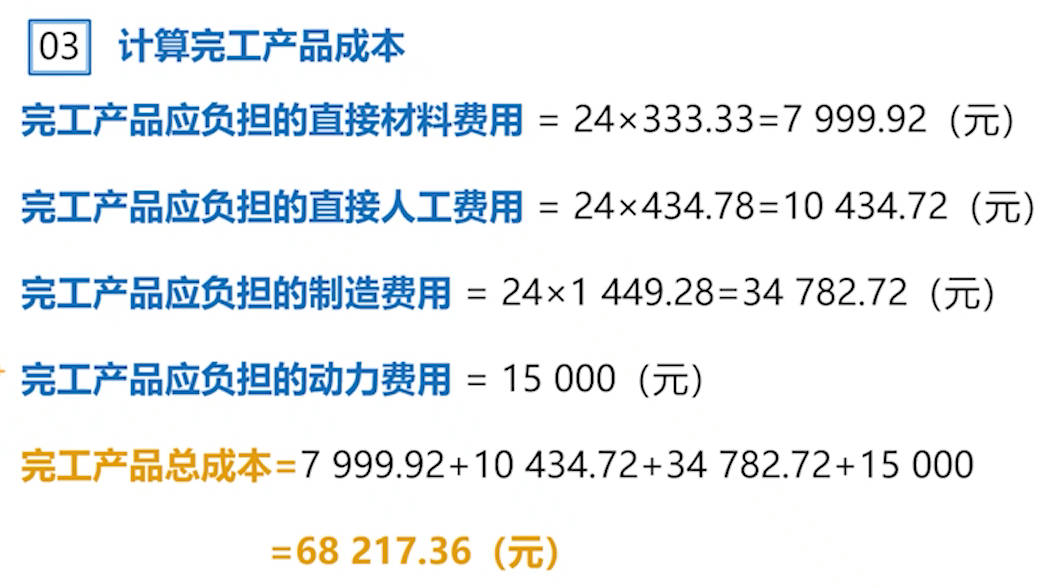 03 计算完工产品成本
完工产品应负担的直接材料费用 = 24×333.33=7 999.92（元）
完工产品应负担的直接人工费用 = 24×434.78=10 434.72（元）
完工产品应负担的制造费用 = 24×1 449.28=34 782.72（元）
完工产品应负担的动力费用 = 15 000（元）
完工产品总成本=7 999.92+10 434.72+34 782.72+15 000
=68 217.36（元）